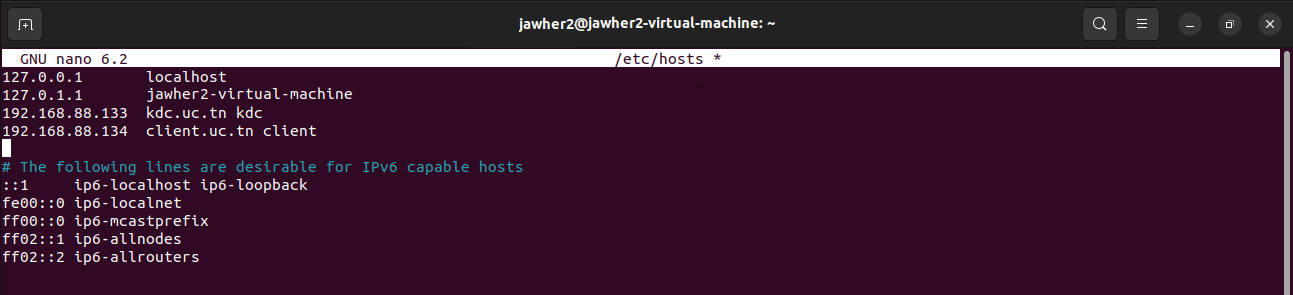 jawher2@jawher2-virtual-machine: ~
GNU nano 6.2 /etc/hosts *
127.0.0.1 localhost
127.0.1.1 jawher2-virtual-machine
192.168.88.133 kdc.uc.tn kdc
192.168.88.134 client.uc.tn client
# The following lines are desirable for IPv6 capable hosts
::1 ip6-localhost ip6-loopback
fe00::0 ip6-localnet
ff00::0 ip6-mcastprefix
ff02::1 ip6-allnodes
ff02::2 ip6-allrouters